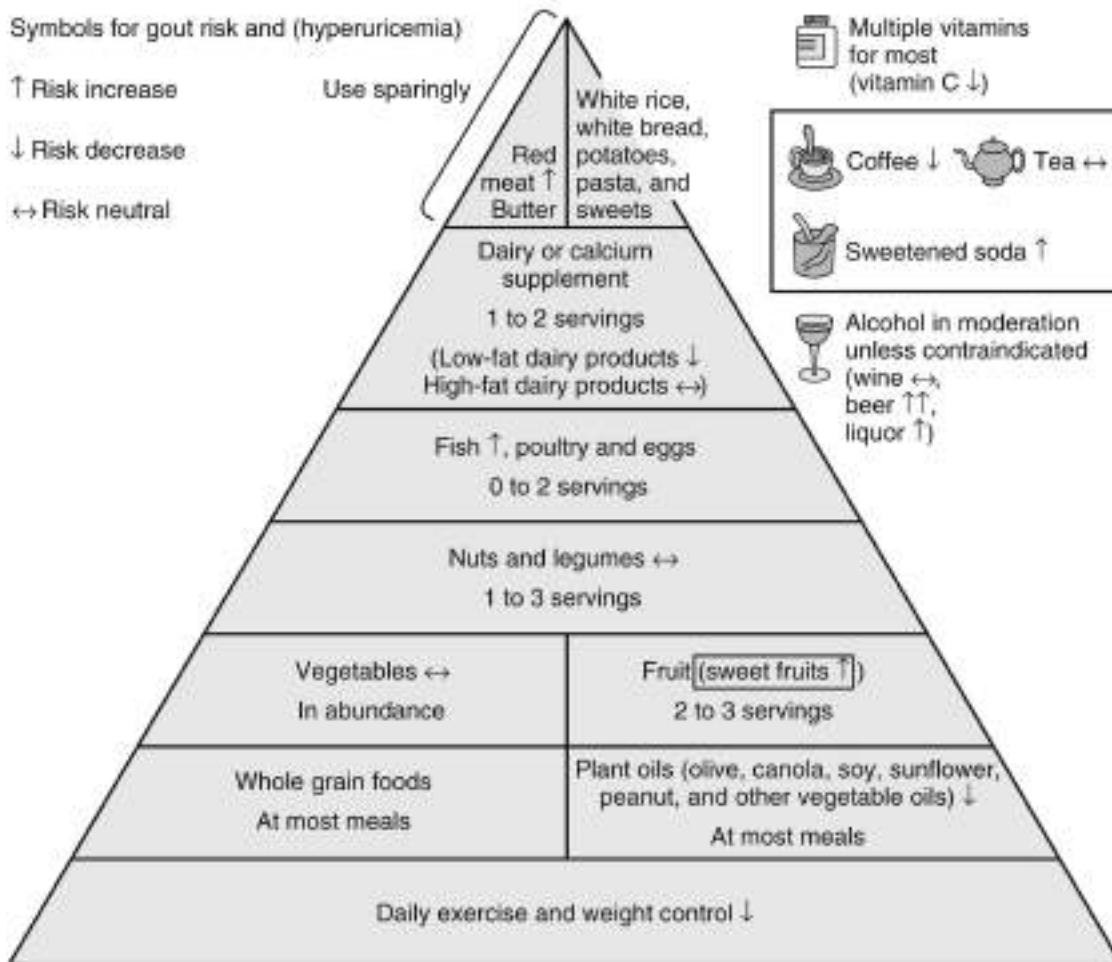 Symbols for gout risk and (hyperuricemia)
↑ Risk increase
↓ Risk decrease
↔ Risk neutral
Use sparingly
Red
meat ↑
Butter
White rice,
white bread,
potatoes,
pasta, and
sweets
Multiple vitamins
for most
(vitamin C ↓)
Coffee ↓
Tea ↔
Sweetened soda ↑
Alcohol in moderation
unless contraindicated
(wine ↔,
beer ↑↑,
liquor ↑)
Dairy or calcium
supplement
1 to 2 servings
(Low-fat dairy products ↓
High-fat dairy products ↔)
Fish ↑, poultry and eggs
0 to 2 servings
Nuts and legumes ↔
1 to 3 servings
Vegetables ↔
In abundance
Fruit (sweet fruits ↑)
2 to 3 servings
Whole grain foods
At most meals
Plant oils (olive, canola, soy, sunflower,
peanut, and other vegetable oils) ↓
At most meals
Daily exercise and weight control ↓